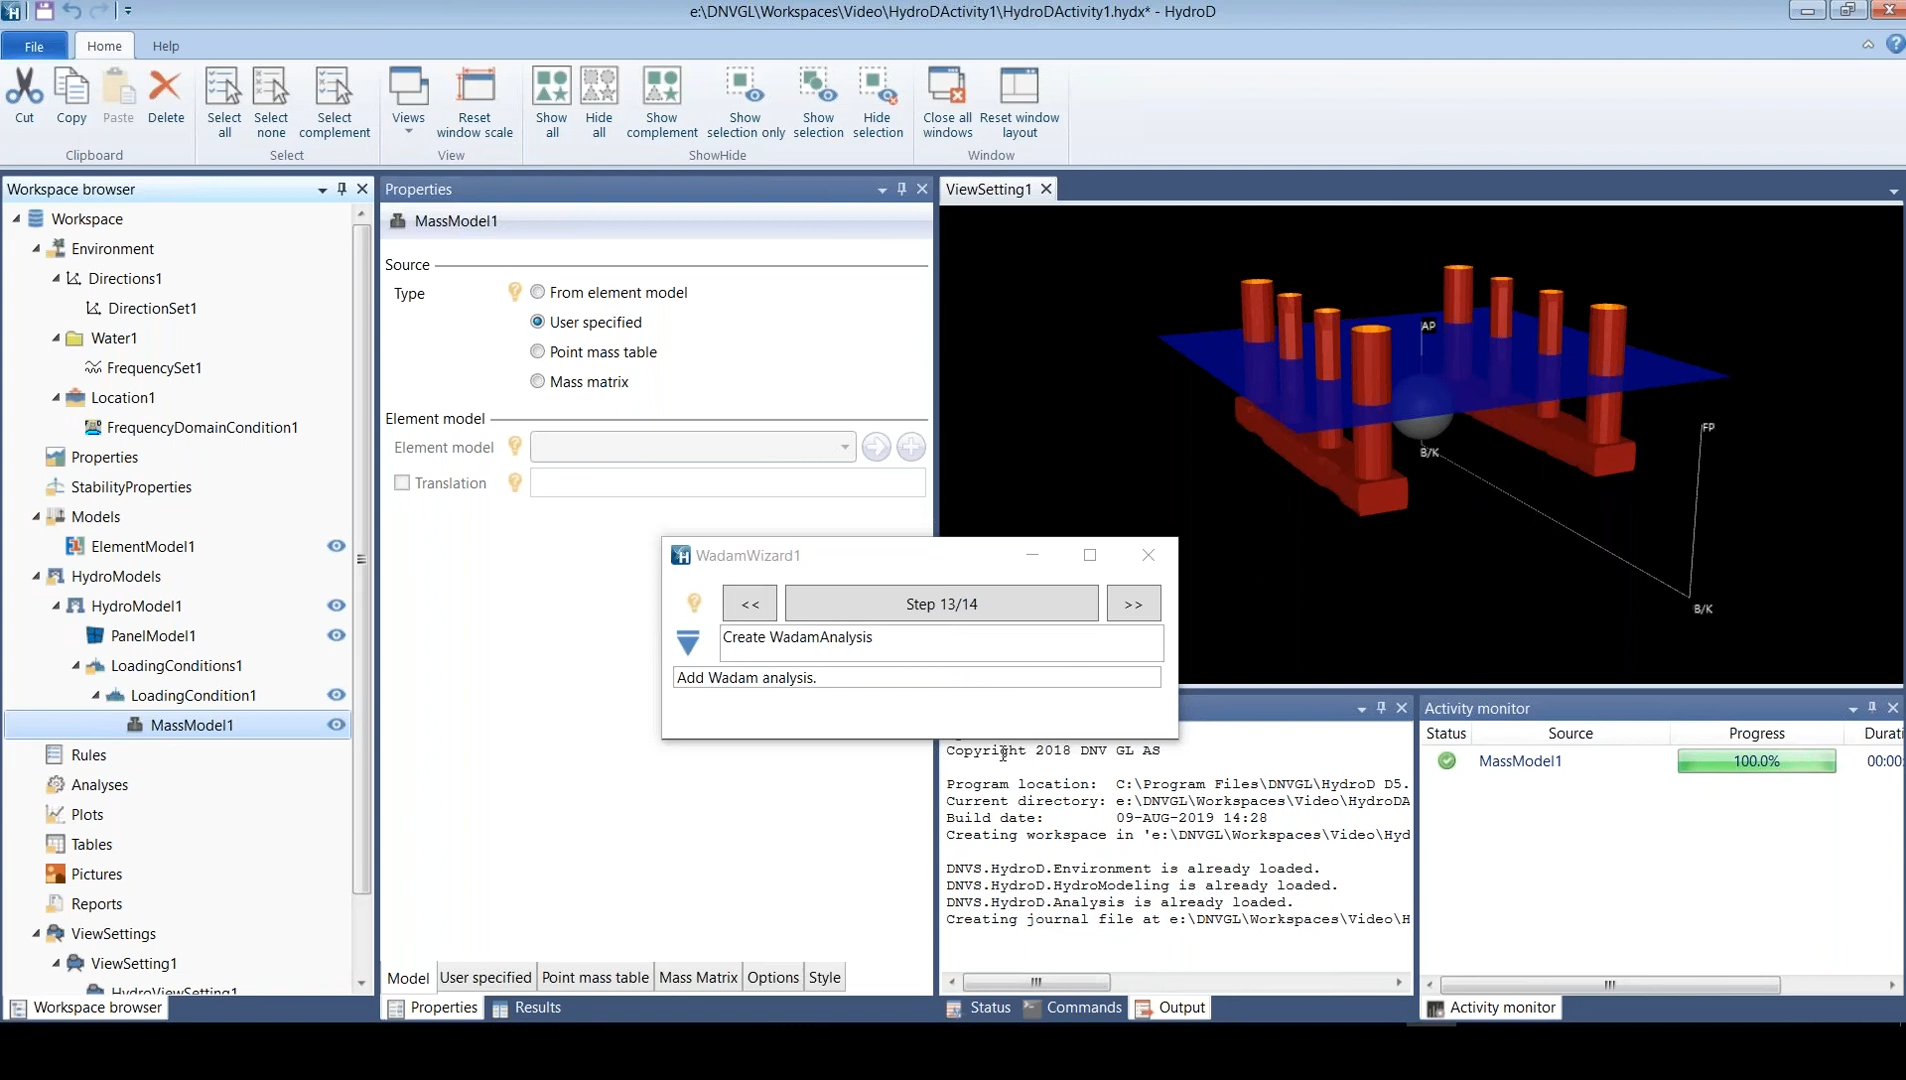 e:\DNVGL\Workspaces\Video\HydroDActivity1\HydroDActivity1.hydx* - HydroD
File
Home
Help
Cut
Copy
Paste
Delete
Select all
Select none
Select complement
Views
Reset window scale
Show all
Hide all
Show complement
Show selection only
Show selection
Hide selection
Close all windows
Reset window layout
Clipboard
Select
View
ShowHide
Window
Workspace browser
Workspace
Environment
Directions1
DirectionSet1
Water1
FrequencySet1
Location1
FrequencyDomainCondition1
Properties
StabilityProperties
Models
ElementModel1
HydroModels
HydroModel1
PanelModel1
LoadingConditions1
LoadingCondition1
MassModel1
Rules
Analyses
Plots
Tables
Pictures
Reports
ViewSettings
ViewSetting1
HydroViewSetting1
Workspace browser
Properties
MassModel1
Source
Type
From element model
User specified
Point mass table
Mass matrix
Element model
Element model
Translation
Model
User specified
Point mass table
Mass Matrix
Options
Style
Properties
Results
WadamWizard1
<<
Step 13/14
>>
Create WadamAnalysis
Add Wadam analysis.
ViewSetting1
AP
B/K
FP
B/K
Copyright 2018 DNV GL AS
Program location: C:\Program Files\DNVGL\HydroD D5.
Current directory: e:\DNVGL\Workspaces\Video\HydroDA
Build date: 09-AUG-2019 14:28
Creating workspace in 'e:\DNVGL\Workspaces\Video\Hyd
DNVS.HydroD.Environment is already loaded.
DNVS.HydroD.HydroModeling is already loaded.
DNVS.HydroD.Analysis is already loaded.
Creating journal file at e:\DNVGL\Workspaces\Video\H
Status
Commands
Output
Activity monitor
Status
Source
Progress
Durati
MassModel1
100.0%
00:00:
Activity monitor